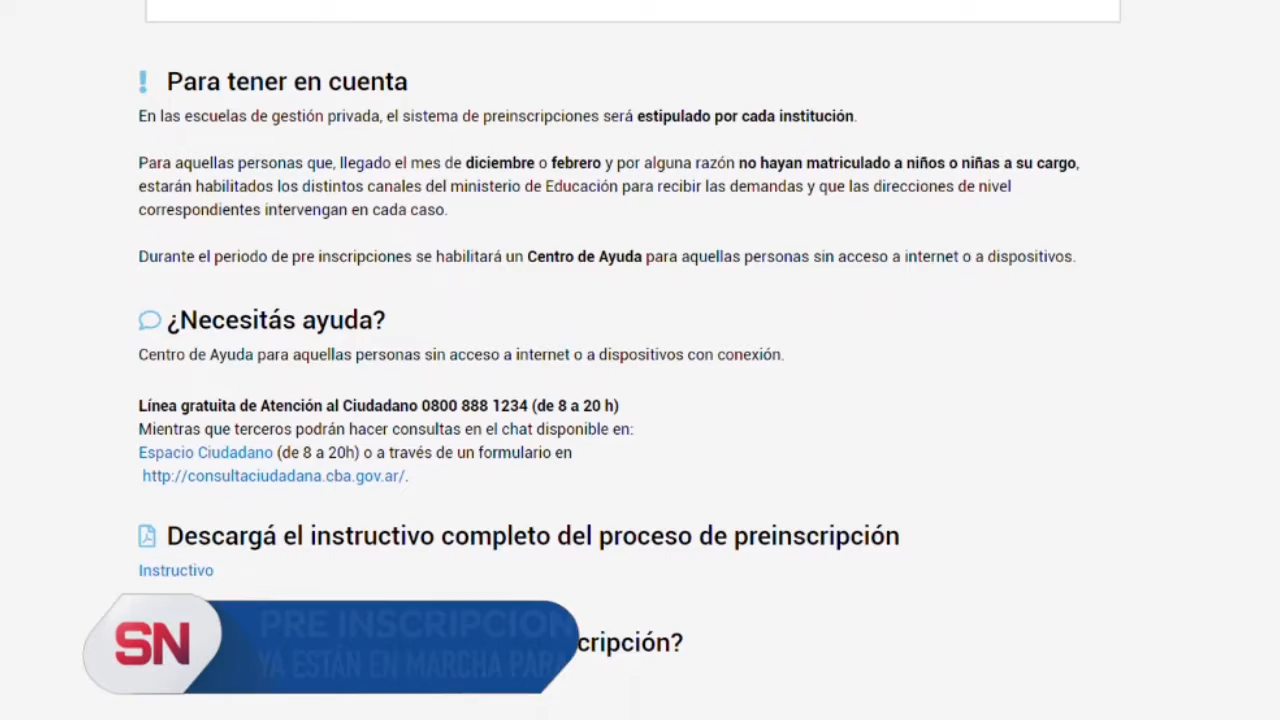 Para tener en cuenta
En las escuelas de gestión privada, el sistema de preinscripciones será estipulado por cada institución.
Para aquellas personas que, llegado el mes de diciembre o febrero y por alguna razón no hayan matriculado a niños o niñas a su cargo,
estarán habilitados los distintos canales del ministerio de Educación para recibir las demandas y que las direcciones de nivel
correspondientes intervengan en cada caso.
Durante el periodo de pre inscripciones se habilitará un Centro de Ayuda para aquellas personas sin acceso a internet o a dispositivos.
¿Necesitás ayuda?
Centro de Ayuda para aquellas personas sin acceso a internet o a dispositivos con conexión.
Línea gratuita de Atención al Ciudadano 0800 888 1234 (de 8 a 20 h)
Mientras que terceros podrán hacer consultas en el chat disponible en:
Espacio Ciudadano (de 8 a 20h) o a través de un formulario en
http://consultaciudadana.cba.gov.ar/.
Descargá el instructivo completo del proceso de preinscripción
Instructivo
cripción?
SN
PRE INSCRIPCION
YA ESTÁN EN MARCHA PARA